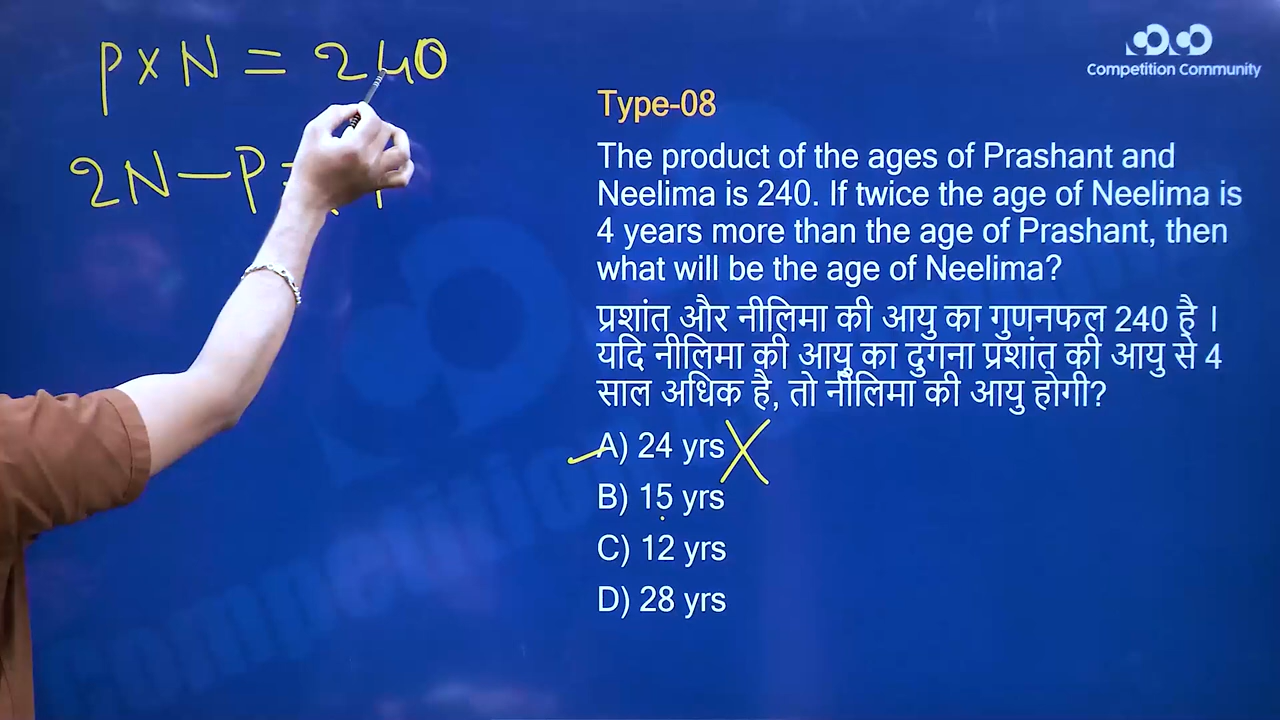 P × N = 240
2N - P = 4
Competition Community
Type-08
The product of the ages of Prashant and
Neelima is 240. If twice the age of Neelima is
4 years more than the age of Prashant, then
what will be the age of Neelima?
प्रशांत और नीलिमा की आयु का गुणनफल 240 है ।
यदि नीलिमा की आयु का दुगना प्रशांत की आयु से 4
साल अधिक है, तो नीलिमा की आयु होगी?
A) 24 yrs
B) 15 yrs
C) 12 yrs
D) 28 yrs